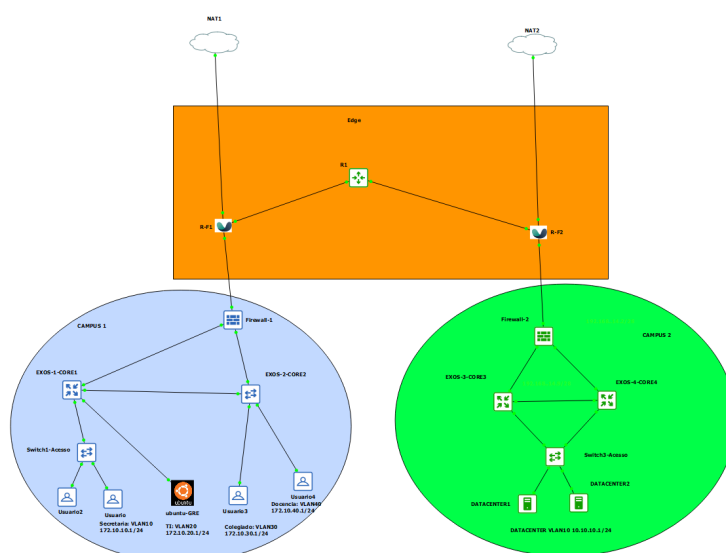 NAT1
NAT2
Edge
R1
R-F1
R-F2
Firewall-1
CAMPUS 1
Firewall-2
CAMPUS 2
EXOS-1-CORE1
EXOS-2-CORE2
EXOS-3-CORE3
EXOS-4-CORE4
Switch1-Acesso
Switch3-Acesso
UBUNTU
Usuario2
Usuario
ubuntu-GRE
Usuario3
Usuario4
DATACENTER1
DATACENTER2
Secretaria: VLAN10
172.10.10.1/24
TI: VLAN20
172.10.20.1/24
Colegiado: VLAN30
172.10.30.1/24
Docencia: VLAN40
172.10.40.1/24
DATACENTER VLAN10 10.10.10.1/24